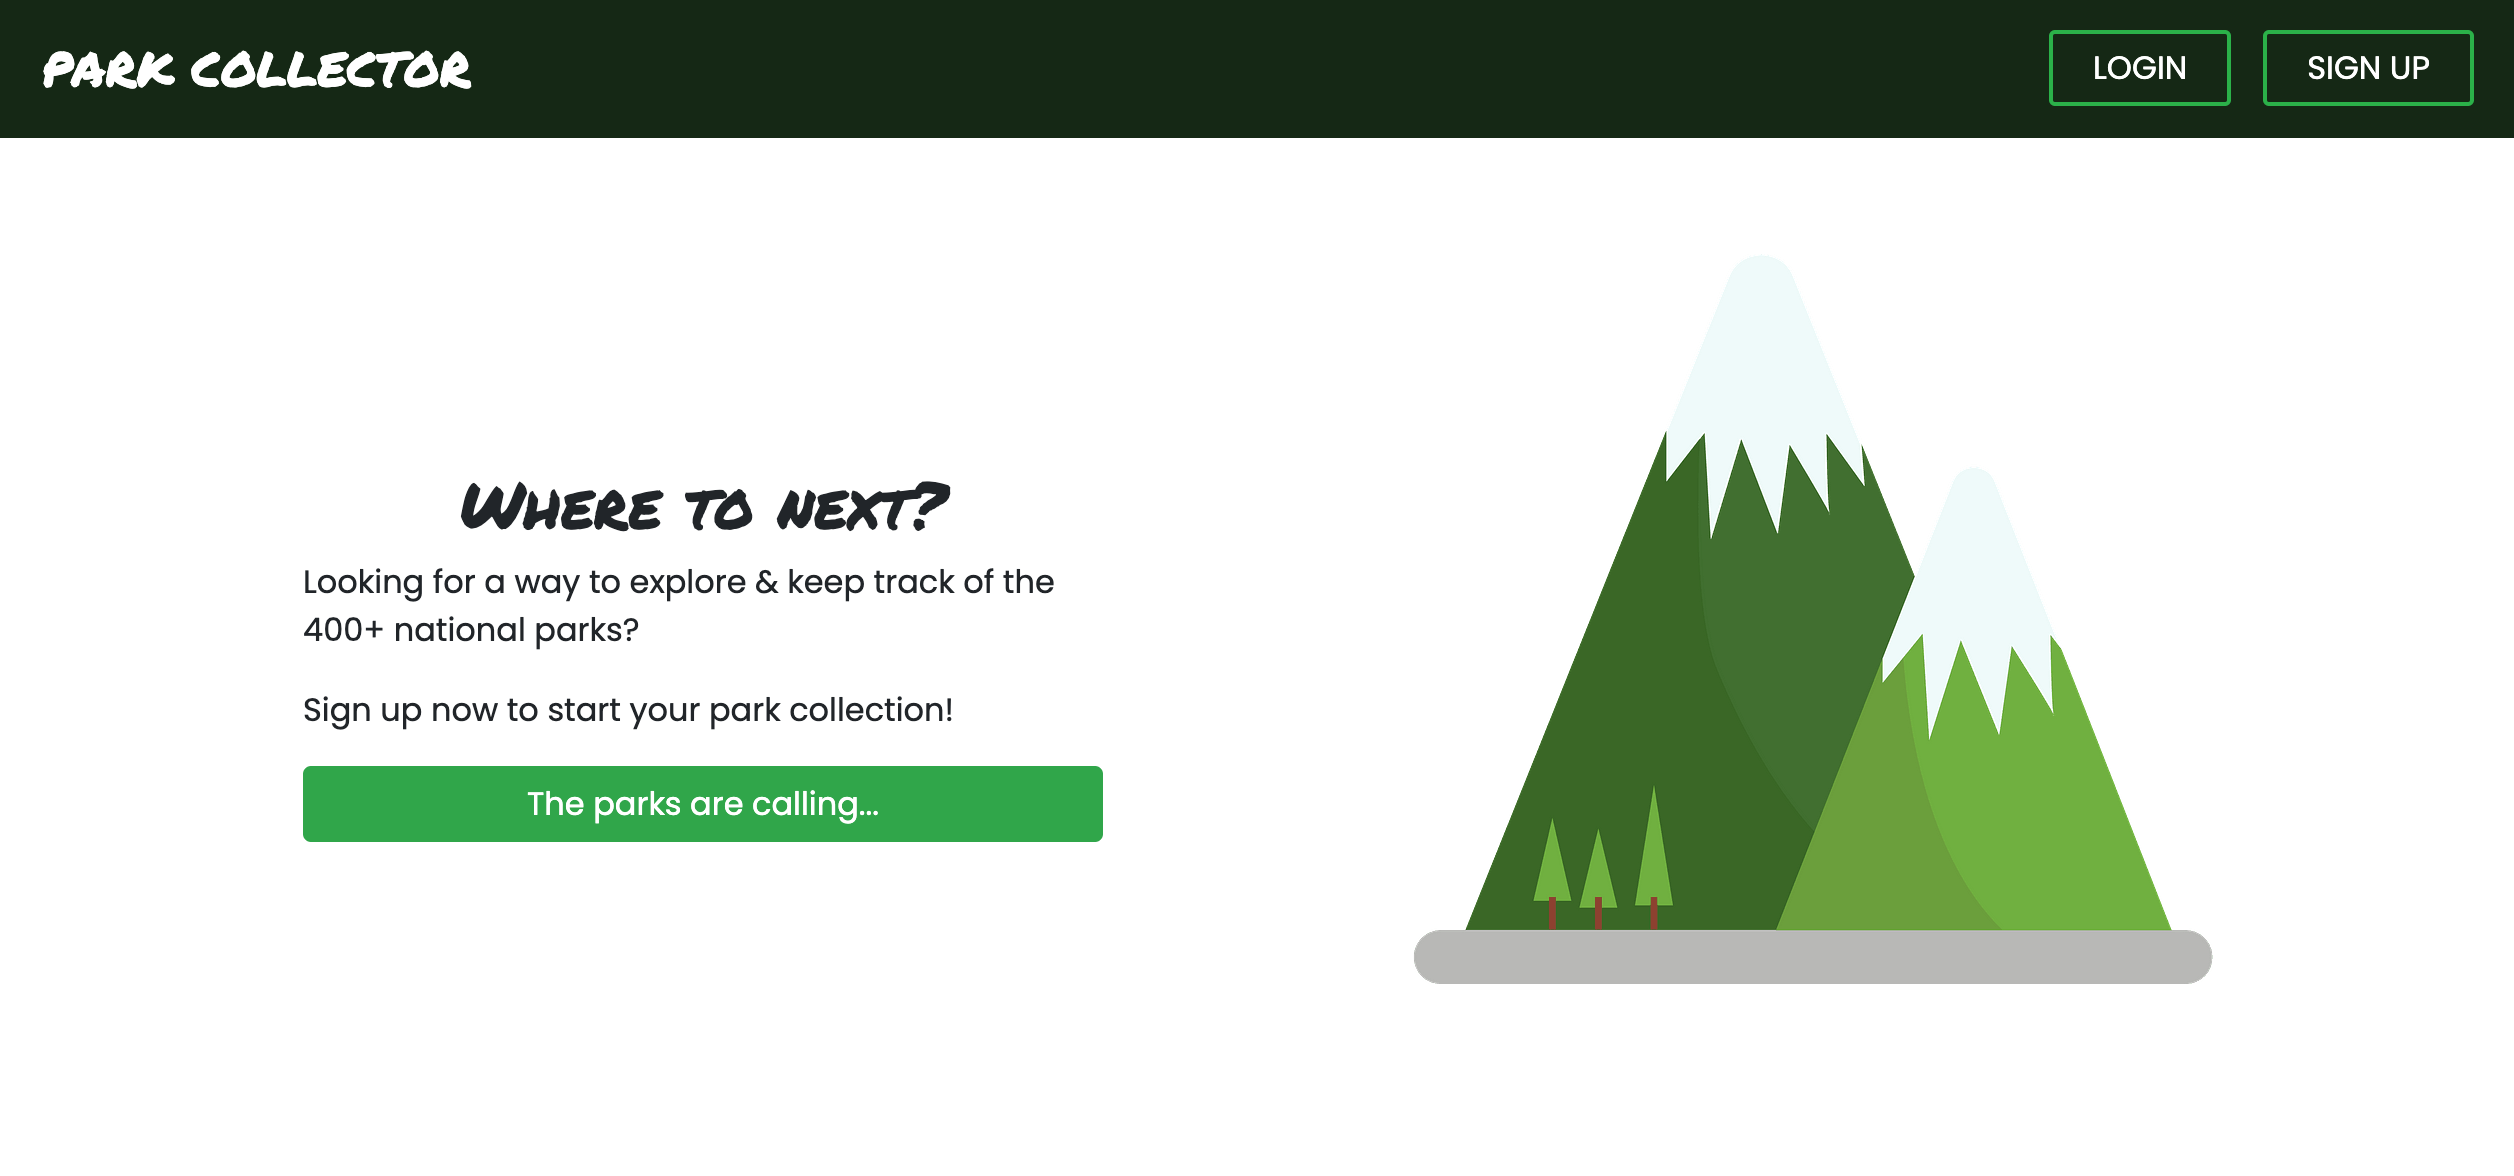 PARK COLLECTOR
LOGIN
SIGN UP
WHERE TO NEXT?
Looking for a way to explore & keep track of the
400+ national parks?
Sign up now to start your park collection!
The parks are calling...